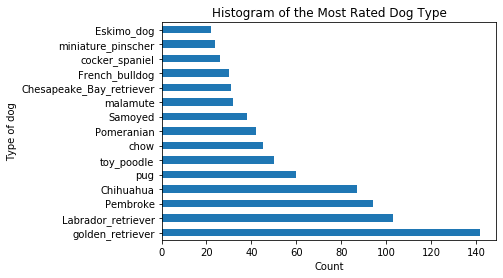 Histogram of the Most Rated Dog Type
Type of dog
Eskimo_dog
miniature_pinscher
cocker_spaniel
French_bulldog
Chesapeake_Bay_retriever
malamute
Samoyed
Pomeranian
chow
toy_poodle
pug
Chihuahua
Pembroke
Labrador_retriever
golden_retriever
0 20 40 60 80 100 120 140
Count